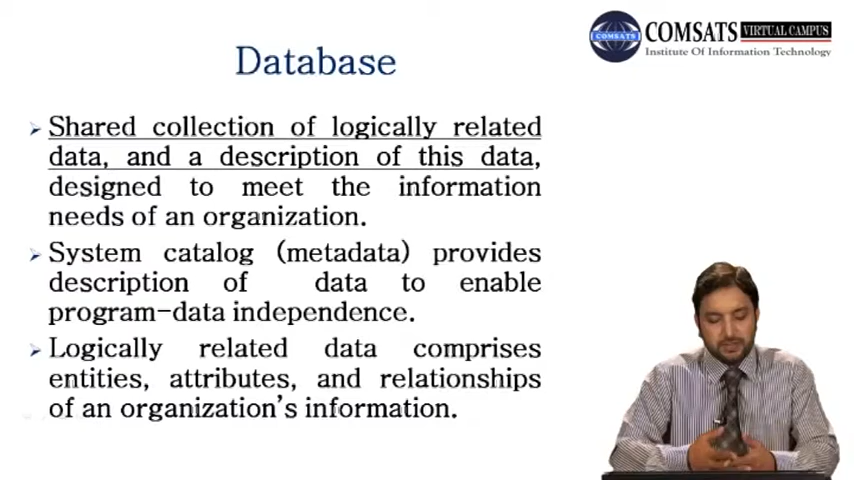 COMSATS VIRTUAL CAMPUS
COMSATS Institute Of Information Technology
Database
Shared collection of logically related
data, and a description of this data,
designed to meet the information
needs of an organization.
System catalog (metadata) provides
description of data to enable
program-data independence.
Logically related data comprises
entities, attributes, and relationships
of an organization's information.